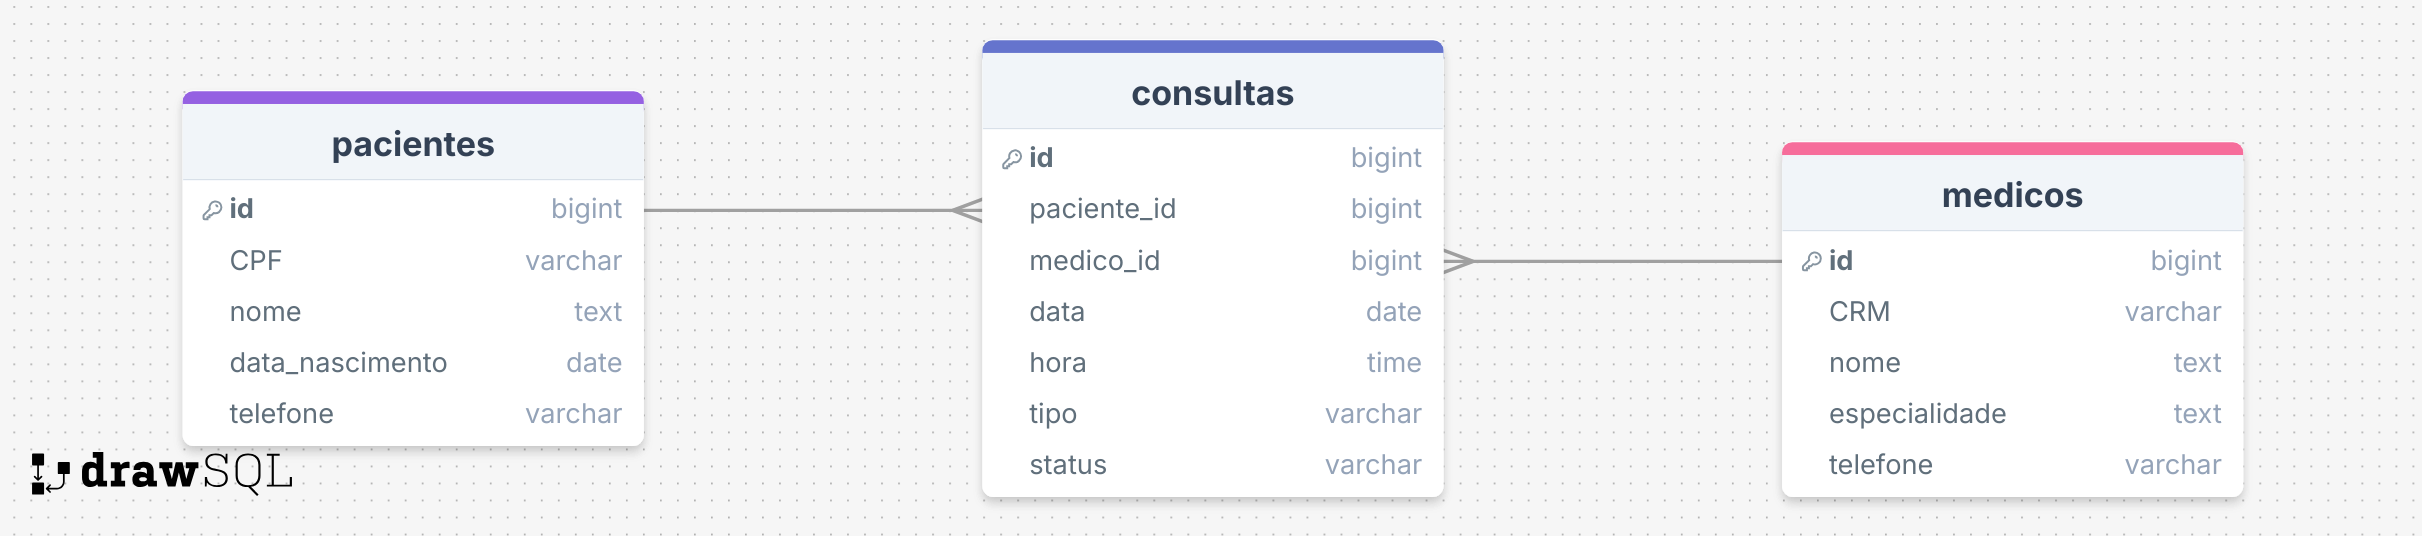 pacientes
id bigint
CPF varchar
nome text
data_nascimento date
telefone varchar
consultas
id bigint
paciente_id bigint
medico_id bigint
data date
hora time
tipo varchar
status varchar
medicos
id bigint
CRM varchar
nome text
especialidade text
telefone varchar
drawSQL